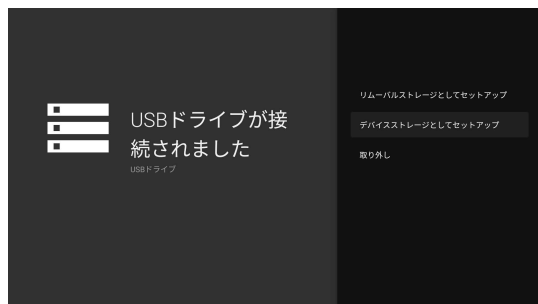 USBドライブが接
続されました
USBドライブ
リムーバルストレージとしてセットアップ
デバイスストレージとしてセットアップ
取り外し